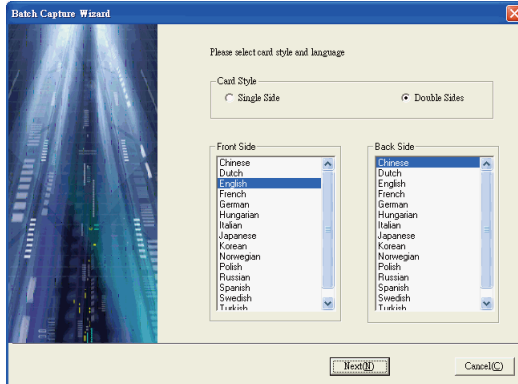 Batch Capture Wizard
Please select card style and language
Card Style
Single Side
Double Sides
Front Side
Chinese
Dutch
English
French
German
Hungarian
Italian
Japanese
Korean
Norwegian
Polish
Russian
Spanish
Swedish
Turkish
Back Side
Chinese
Dutch
English
French
German
Hungarian
Italian
Japanese
Korean
Norwegian
Polish
Russian
Spanish
Swedish
Turkish
Next(N)
Cancel(C)